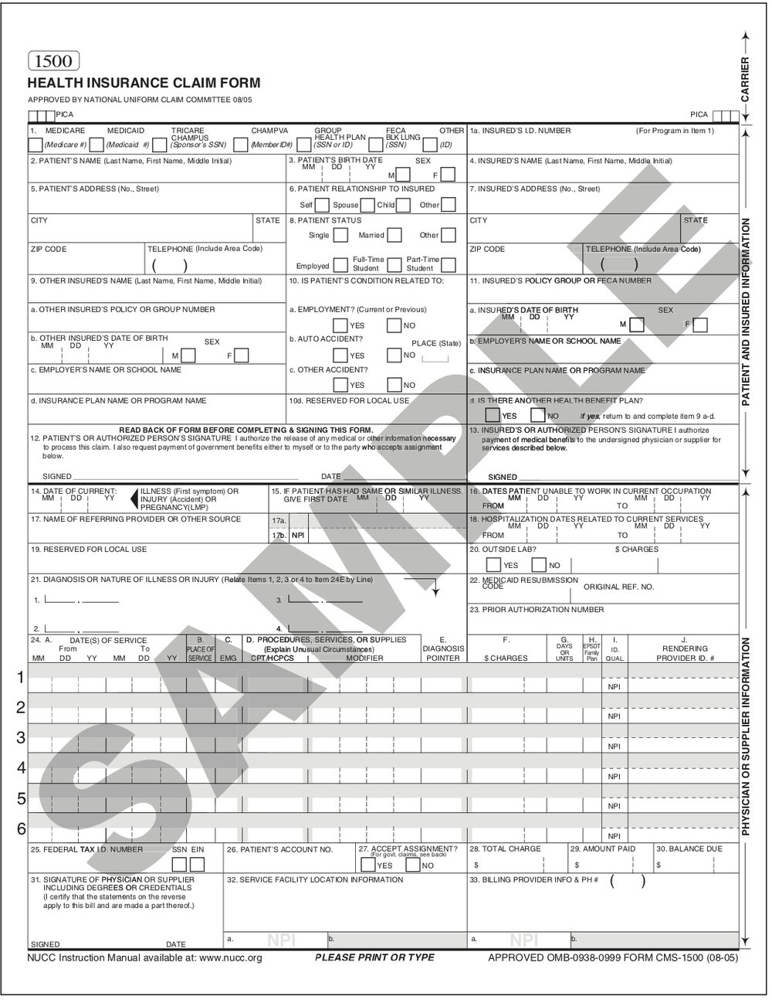 1500
HEALTH INSURANCE CLAIM FORM
APPROVED BY NATIONAL UNIFORM CLAIM COMMITTEE 08/05
PICA
PICA
CARRIER
1. MEDICARE MEDICAID TRICARE CHAMPUS CHAMPVA GROUP HEALTH PLAN FECA BLK LUNG OTHER
(Medicare #) (Medicaid #) (Sponsor's SSN) (Member ID#) (SSN or ID) (SSN) (ID)
1a. INSURED'S I.D. NUMBER (For Program in Item 1)
2. PATIENT'S NAME (Last Name, First Name, Middle Initial)
3. PATIENT'S BIRTH DATE SEX
MM DD YY M F
4. INSURED'S NAME (Last Name, First Name, Middle Initial)
5. PATIENT'S ADDRESS (No., Street)
6. PATIENT RELATIONSHIP TO INSURED
Self Spouse Child Other
7. INSURED'S ADDRESS (No., Street)
CITY STATE
8. PATIENT STATUS
Single Married Other
CITY STATE
ZIP CODE TELEPHONE (Include Area Code)
( )
Employed Full-Time Student Part-Time Student
ZIP CODE TELEPHONE (Include Area Code)
( )
9. OTHER INSURED'S NAME (Last Name, First Name, Middle Initial)
10. IS PATIENT'S CONDITION RELATED TO:
11. INSURED'S POLICY GROUP OR FECA NUMBER
a. OTHER INSURED'S POLICY OR GROUP NUMBER
a. EMPLOYMENT? (Current or Previous)
YES NO
a. INSURED'S DATE OF BIRTH SEX
MM DD YY M F
b. OTHER INSURED'S DATE OF BIRTH SEX
MM DD YY M F
b. AUTO ACCIDENT? PLACE (State)
YES NO
b. EMPLOYER'S NAME OR SCHOOL NAME
c. EMPLOYER'S NAME OR SCHOOL NAME
c. OTHER ACCIDENT?
YES NO
c. INSURANCE PLAN NAME OR PROGRAM NAME
d. INSURANCE PLAN NAME OR PROGRAM NAME
10d. RESERVED FOR LOCAL USE
d. IS THERE ANOTHER HEALTH BENEFIT PLAN?
YES NO If yes, return to and complete item 9 a-d.
READ BACK OF FORM BEFORE COMPLETING & SIGNING THIS FORM.
12. PATIENT'S OR AUTHORIZED PERSON'S SIGNATURE I authorize the release of any medical or other information necessary
to process this claim. I also request payment of government benefits either to myself or to the party who accepts assignment
below.
SIGNED DATE
13. INSURED'S OR AUTHORIZED PERSON'S SIGNATURE I authorize
payment of medical benefits to the undersigned physician or supplier for
services described below.
SIGNED
PATIENT AND INSURED INFORMATION
14. DATE OF CURRENT:
MM DD YY
ILLNESS (First symptom) OR
INJURY (Accident) OR
PREGNANCY(LMP)
15. IF PATIENT HAS HAD SAME OR SIMILAR ILLNESS.
GIVE FIRST DATE MM DD YY
16. DATES PATIENT UNABLE TO WORK IN CURRENT OCCUPATION
MM DD YY MM DD YY
FROM TO
17. NAME OF REFERRING PROVIDER OR OTHER SOURCE
17a.
17b. NPI
18. HOSPITALIZATION DATES RELATED TO CURRENT SERVICES
MM DD YY MM DD YY
FROM TO
19. RESERVED FOR LOCAL USE
20. OUTSIDE LAB? $ CHARGES
YES NO
21. DIAGNOSIS OR NATURE OF ILLNESS OR INJURY (Relate Items 1, 2, 3 or 4 to Item 24E by Line)
1. . 3. .
2. . 4. .
22. MEDICAID RESUBMISSION
CODE ORIGINAL REF. NO.
23. PRIOR AUTHORIZATION NUMBER
24. A. DATE(S) OF SERVICE
From To
MM DD YY MM DD YY
B.
PLACE OF
SERVICE
C.
EMG
D. PROCEDURES, SERVICES, OR SUPPLIES
(Explain Unusual Circumstances)
CPT/HCPCS MODIFIER
E.
DIAGNOSIS
POINTER
F.
$ CHARGES
G.
DAYS
OR
UNITS
H.
EPSDT
Family
Plan
I.
ID.
QUAL.
J.
RENDERING
PROVIDER ID. #
1
NPI
2
NPI
3
NPI
4
NPI
5
NPI
6
NPI
PHYSICIAN OR SUPPLIER INFORMATION
25. FEDERAL TAX I.D. NUMBER SSN EIN
26. PATIENT'S ACCOUNT NO.
27. ACCEPT ASSIGNMENT?
(For govt. claims, see back)
YES NO
28. TOTAL CHARGE
$
29. AMOUNT PAID
$
30. BALANCE DUE
$
31. SIGNATURE OF PHYSICIAN OR SUPPLIER
INCLUDING DEGREES OR CREDENTIALS
(I certify that the statements on the reverse
apply to this bill and are made a part thereof.)
SIGNED DATE
32. SERVICE FACILITY LOCATION INFORMATION
a. NPI b.
33. BILLING PROVIDER INFO & PH # ( )
a. NPI b.
NUCC Instruction Manual available at: www.nucc.org
PLEASE PRINT OR TYPE
APPROVED OMB-0938-0999 FORM CMS-1500 (08-05)
SAMPLE